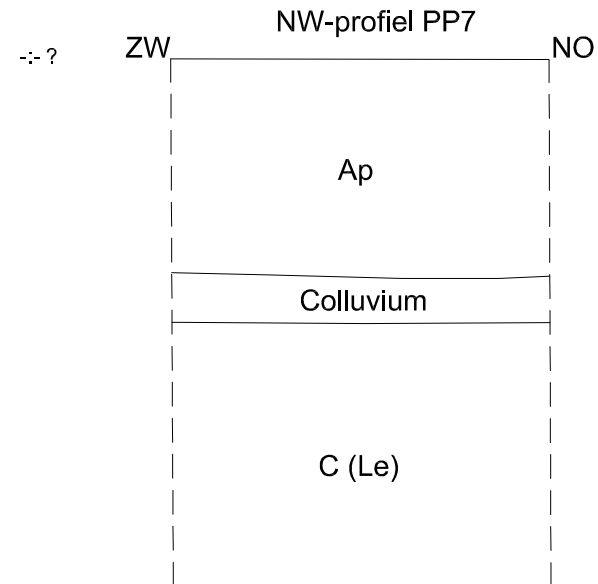 NW-profiel PP7
ZW NO
-:- ?
Ap
Colluvium
C (Le)